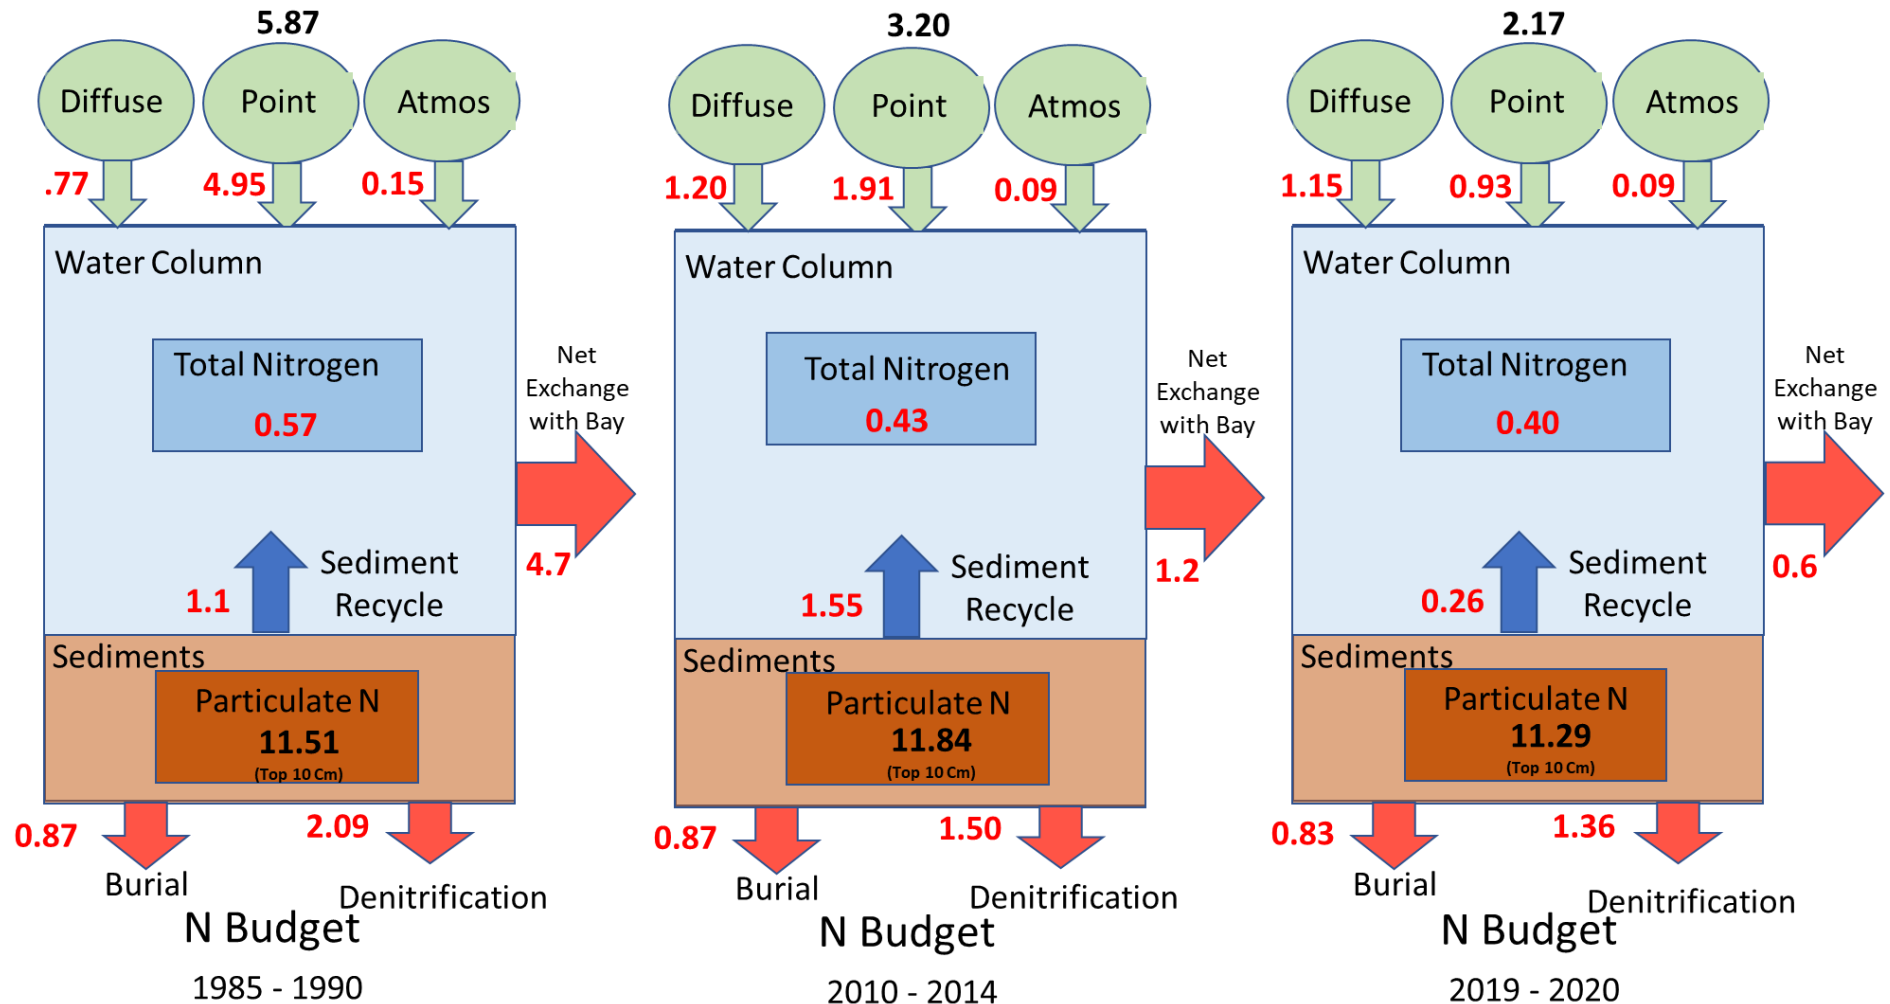 5.87
Diffuse
Point
Atmos
.77
4.95
0.15
Water Column
Total Nitrogen
0.57
Net
Exchange
with Bay
4.7
1.1
Sediment
Recycle
Sediments
Particulate N
11.51
(Top 10 Cm)
0.87
2.09
Burial
Denitrification
N Budget
1985 - 1990
3.20
Diffuse
Point
Atmos
1.20
1.91
0.09
Water Column
Total Nitrogen
0.43
Net
Exchange
with Bay
1.2
1.55
Sediment
Recycle
Sediments
Particulate N
11.84
(Top 10 Cm)
0.87
1.50
Burial
Denitrification
N Budget
2010 - 2014
2.17
Diffuse
Point
Atmos
1.15
0.93
0.09
Water Column
Total Nitrogen
0.40
Net
Exchange
with Bay
0.6
0.26
Sediment
Recycle
Sediments
Particulate N
11.29
(Top 10 Cm)
0.83
1.36
Burial
Denitrification
N Budget
2019 - 2020